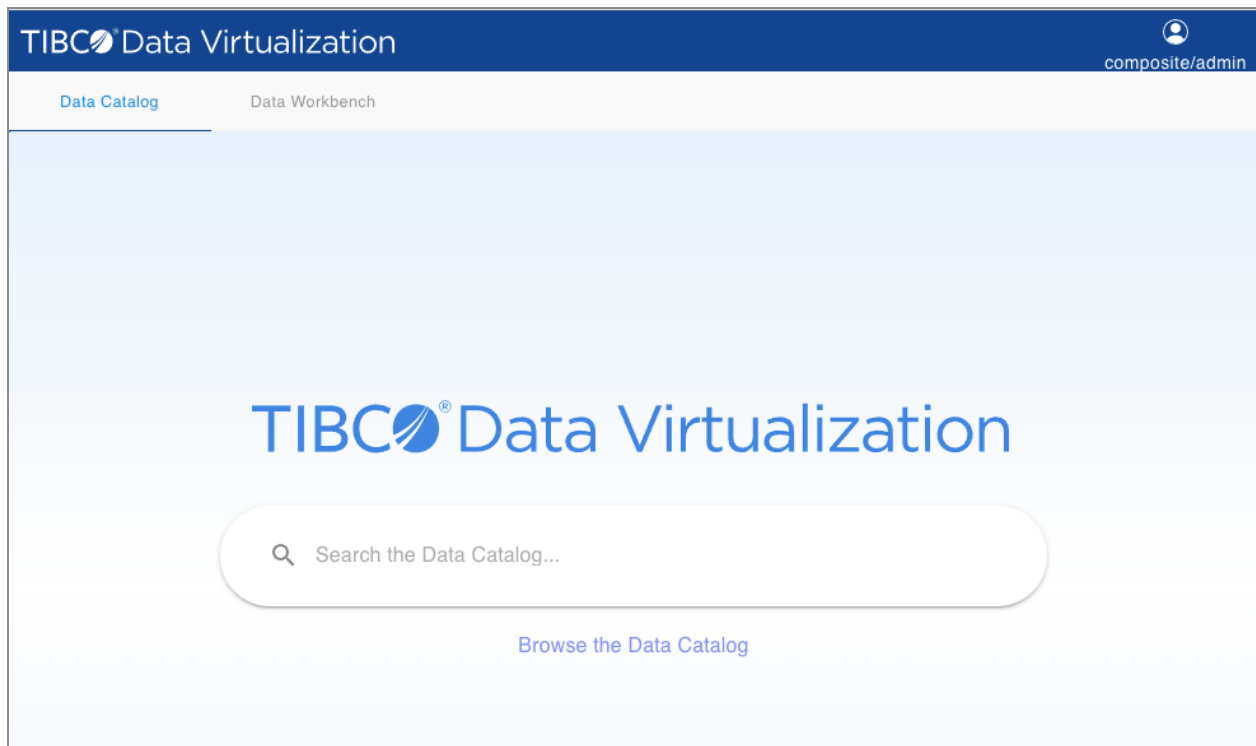 TIBCO® Data Virtualization
composite/admin
Data Catalog
Data Workbench
TIBCO® Data Virtualization
Search the Data Catalog...
Browse the Data Catalog